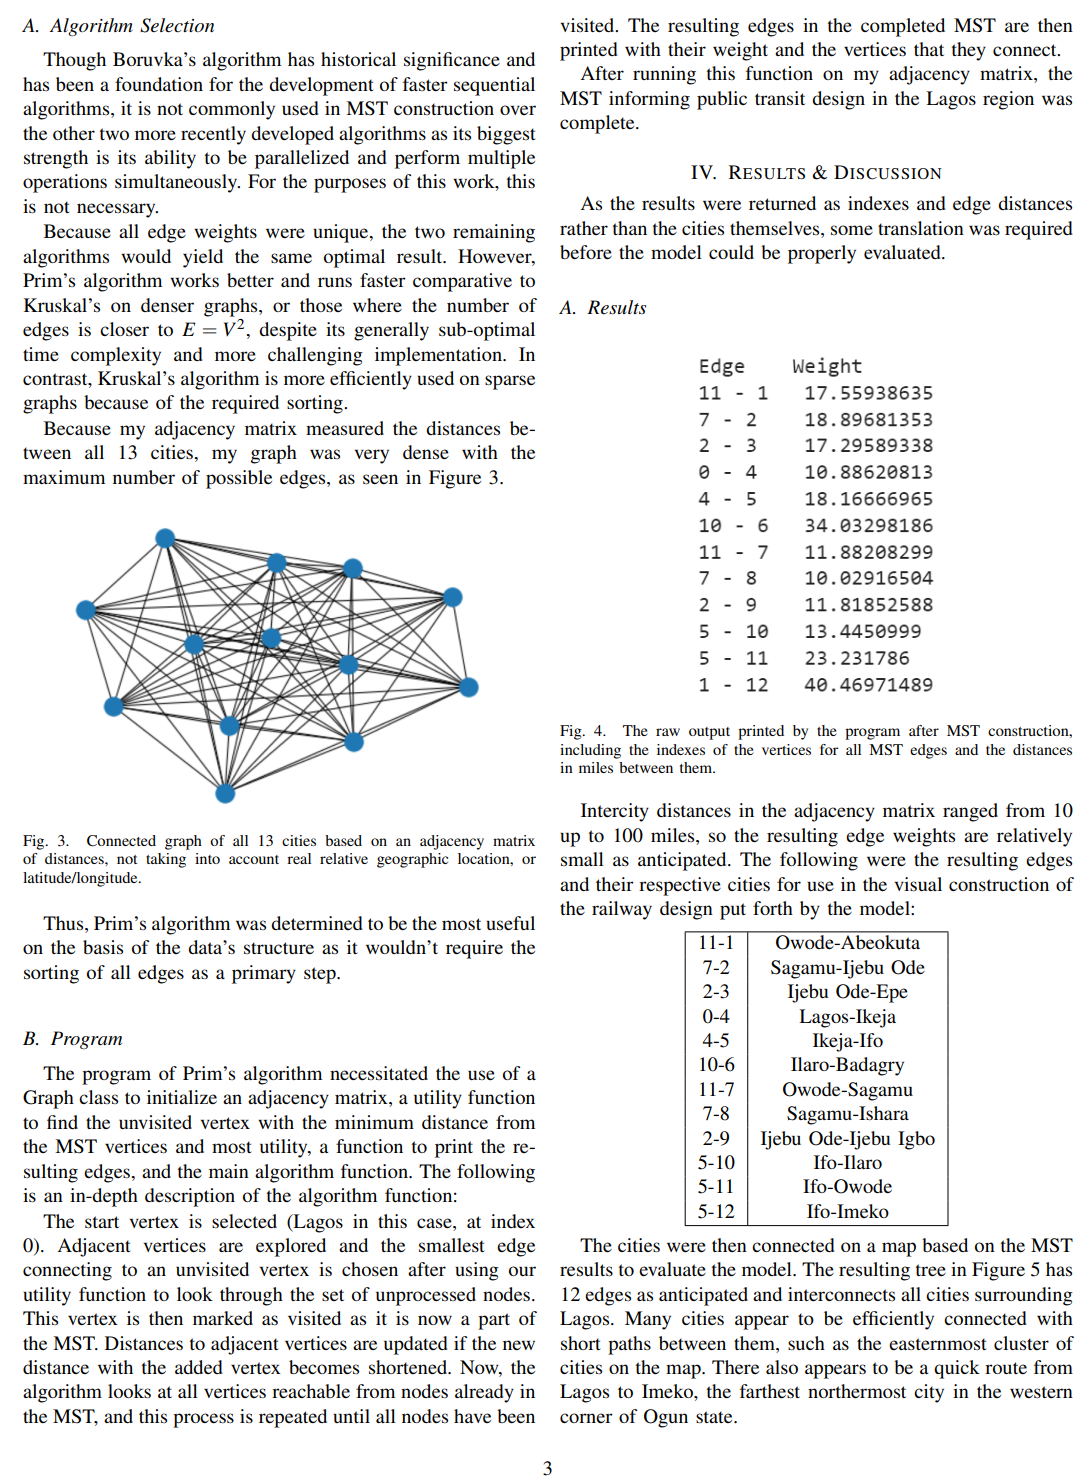 A. Algorithm Selection
Though Boruvka's algorithm has historical significance and
has been a foundation for the development of faster sequential
algorithms, it is not commonly used in MST construction over
the other two more recently developed algorithms as its biggest
strength is its ability to be parallelized and perform multiple
operations simultaneously. For the purposes of this work, this
is not necessary.
Because all edge weights were unique, the two remaining
algorithms would yield the same optimal result. However,
Prim's algorithm works better and runs faster comparative to
Kruskal's on denser graphs, or those where the number of
edges is closer to E = V², despite its generally sub-optimal
time complexity and more challenging implementation. In
contrast, Kruskal's algorithm is more efficiently used on sparse
graphs because of the required sorting.
Because my adjacency matrix measured the distances be-
tween all 13 cities, my graph was very dense with the
maximum number of possible edges, as seen in Figure 3.
Fig. 3. Connected graph of all 13 cities based on an adjacency matrix
of distances, not taking into account real relative geographic location, or
latitude/longitude.
Thus, Prim's algorithm was determined to be the most useful
on the basis of the data's structure as it wouldn't require the
sorting of all edges as a primary step.
B. Program
The program of Prim's algorithm necessitated the use of a
Graph class to initialize an adjacency matrix, a utility function
to find the unvisited vertex with the minimum distance from
the MST vertices and most utility, a function to print the re-
sulting edges, and the main algorithm function. The following
is an in-depth description of the algorithm function:
The start vertex is selected (Lagos in this case, at index
0). Adjacent vertices are explored and the smallest edge
connecting to an unvisited vertex is chosen after using our
utility function to look through the set of unprocessed nodes.
This vertex is then marked as visited as it is now a part of
the MST. Distances to adjacent vertices are updated if the new
distance with the added vertex becomes shortened. Now, the
algorithm looks at all vertices reachable from nodes already in
the MST, and this process is repeated until all nodes have been
visited. The resulting edges in the completed MST are then
printed with their weight and the vertices that they connect.
After running this function on my adjacency matrix, the
MST informing public transit design in the Lagos region was
complete.
IV. RESULTS & DISCUSSION
As the results were returned as indexes and edge distances
rather than the cities themselves, some translation was required
before the model could be properly evaluated.
A. Results
Edge Weight
11 - 1 17.55938635
7 - 2 18.89681353
2 - 3 17.29589338
0 - 4 10.88620813
4 - 5 18.16666965
10 - 6 34.03298186
11 - 7 11.88208299
7 - 8 10.02916504
2 - 9 11.81852588
5 - 10 13.4450999
5 - 11 23.231786
1 - 12 40.46971489
Fig. 4. The raw output printed by the program after MST construction,
including the indexes of the vertices for all MST edges and the distances
in miles between them.
Intercity distances in the adjacency matrix ranged from 10
up to 100 miles, so the resulting edge weights are relatively
small as anticipated. The following were the resulting edges
and their respective cities for use in the visual construction of
the railway design put forth by the model:
11-1 Owode-Abeokuta
7-2 Sagamu-Ijebu Ode
2-3 Ijebu Ode-Epe
0-4 Lagos-Ikeja
4-5 Ikeja-Ifo
10-6 Ilaro-Badagry
11-7 Owode-Sagamu
7-8 Sagamu-Ishara
2-9 Ijebu Ode-Ijebu Igbo
5-10 Ifo-Ilaro
5-11 Ifo-Owode
5-12 Ifo-Imeko
The cities were then connected on a map based on the MST
results to evaluate the model. The resulting tree in Figure 5 has
12 edges as anticipated and interconnects all cities surrounding
Lagos. Many cities appear to be efficiently connected with
short paths between them, such as the easternmost cluster of
cities on the map. There also appears to be a quick route from
Lagos to Imeko, the farthest northermost city in the western
corner of Ogun state.
3